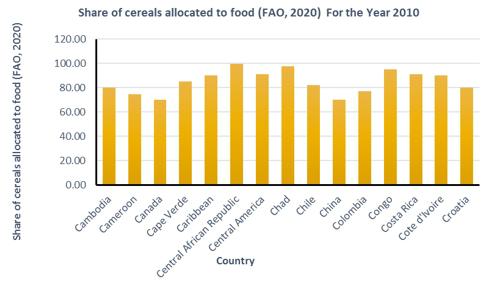 Share of cereals allocated to food (FAO, 2020)  For the Year 2010
Share of cereals allocated to food (FAO, 2020)
120.00
100.00
80.00
60.00
40.00
20.00
0.00
Cambodia
Cameroon
Canada
Cape Verde
Caribbean
Central African Republic
Central America
Chad
Chile
China
Colombia
Congo
Costa Rica
Cote d'Ivoire
Croatia
Country